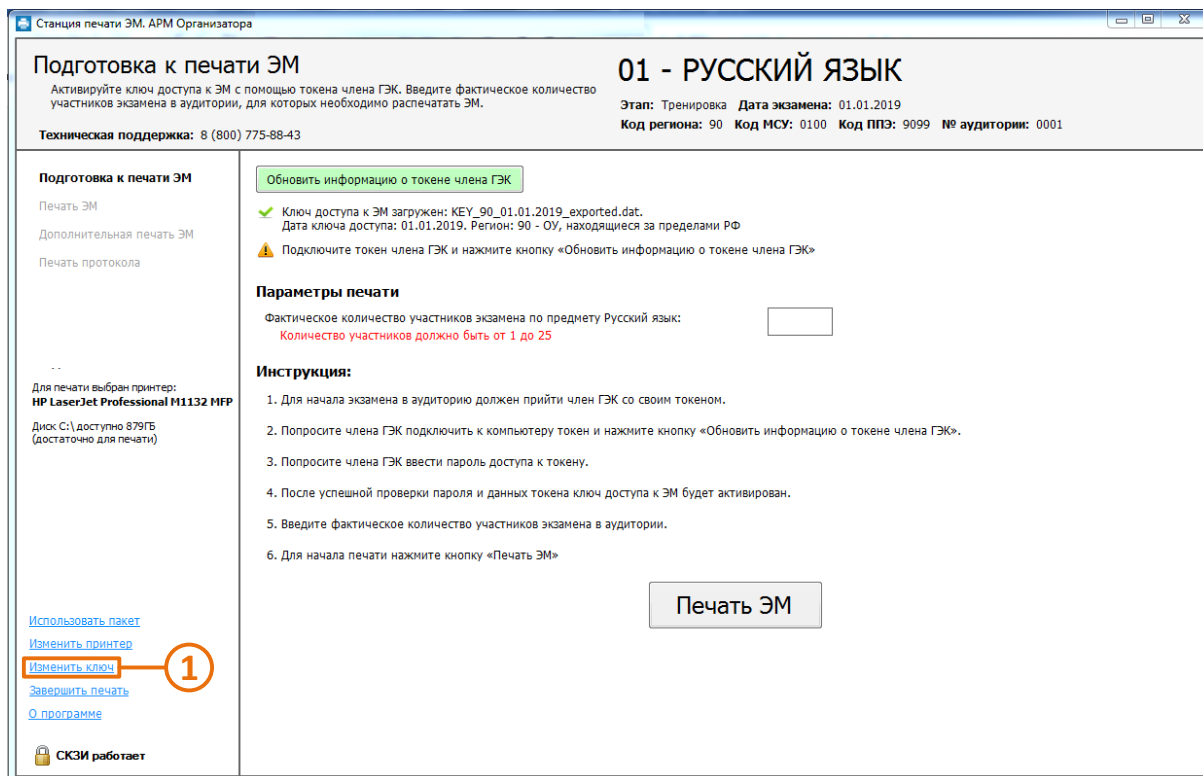 Станция печати ЭМ. АРМ Организатора
Подготовка к печати ЭМ
Активируйте ключ доступа к ЭМ с помощью токена члена ГЭК. Введите фактическое количество
участников экзамена в аудитории, для которых необходимо распечатать ЭМ.
Техническая поддержка: 8 (800) 775-88-43
01 - РУССКИЙ ЯЗЫК
Этап: Тренировка Дата экзамена: 01.01.2019
Код региона: 90 Код МСУ: 0100 Код ППЭ: 9099 № аудитории: 0001
Подготовка к печати ЭМ
Печать ЭМ
Дополнительная печать ЭМ
Печать протокола
Для печати выбран принтер:
HP LaserJet Professional M1132 MFP
Диск C:\ доступно 879ГБ
(достаточно для печати)
Использовать пакет
Изменить принтер
Изменить ключ
1
Завершить печать
О программе
СКЗИ работает
Обновить информацию о токене члена ГЭК
Ключ доступа к ЭМ загружен: KEY_90_01.01.2019_exported.dat.
Дата ключа доступа: 01.01.2019. Регион: 90 - ОУ, находящиеся за пределами РФ
Подключите токен члена ГЭК и нажмите кнопку «Обновить информацию о токене члена ГЭК»
Параметры печати
Фактическое количество участников экзамена по предмету Русский язык:
Количество участников должно быть от 1 до 25
Инструкция:
1. Для начала экзамена в аудиторию должен прийти член ГЭК со своим токеном.
2. Попросите члена ГЭК подключить к компьютеру токен и нажмите кнопку «Обновить информацию о токене члена ГЭК».
3. Попросите члена ГЭК ввести пароль доступа к токену.
4. После успешной проверки пароля и данных токена ключ доступа к ЭМ будет активирован.
5. Введите фактическое количество участников экзамена в аудитории.
6. Для начала печати нажмите кнопку «Печать ЭМ»
Печать ЭМ